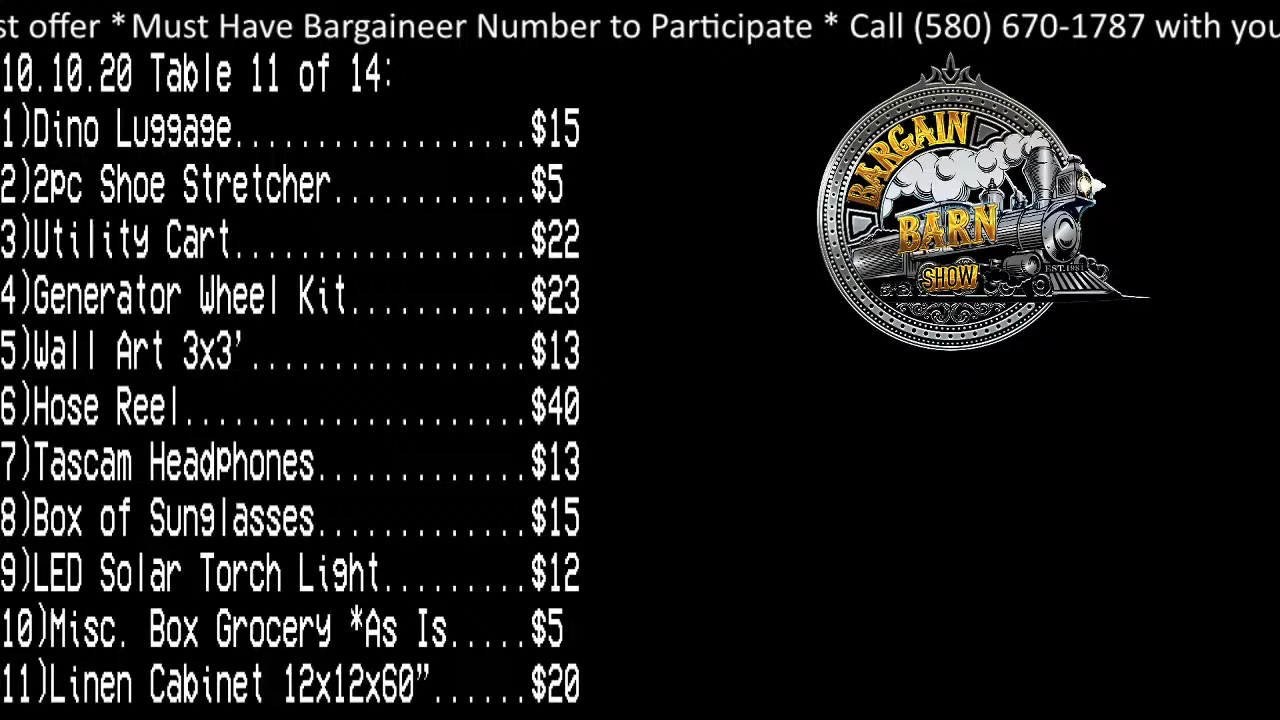 st offer *Must Have Bargaineer Number to Participate * Call (580) 670-1787 with you
10.10.20 Table 11 of 14:
1)Dino Luggage..................$15
2)2pc Shoe Stretcher............$5
3)Utility Cart..................$22
4)Generator Wheel Kit...........$23
5)Wall Art 3x3'.................$13
6)Hose Reel.....................$40
7)Tascam Headphones.............$13
8)Box of Sunglasses.............$15
9)LED Solar Torch Light.........$12
10)Misc. Box Grocery *As Is.....$5
11)Linen Cabinet 12x12x60”......$20
BARGAIN
BARN
SHOW